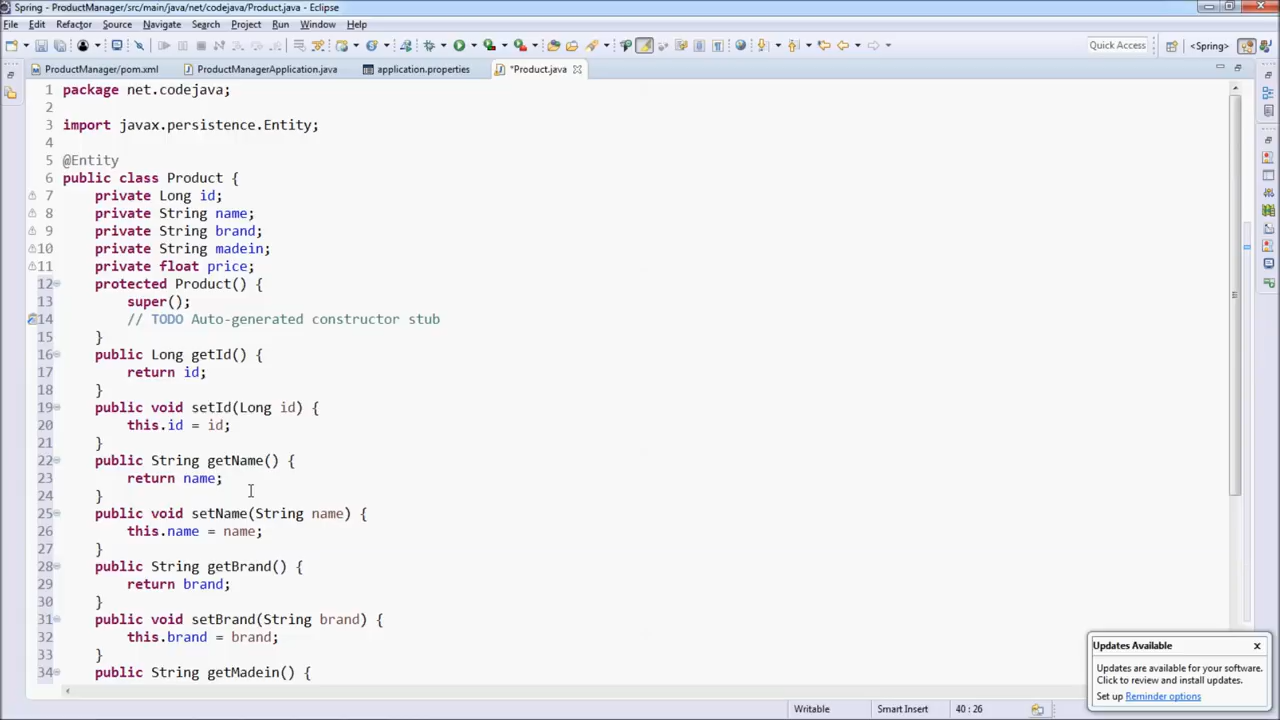 Spring - ProductManager/src/main/java/net/codejava/Product.java - Eclipse
File Edit Refactor Source Navigate Search Project Run Window Help
Quick Access <Spring>
ProductManager/pom.xml ProductManagerApplication.java application.properties *Product.java
1 package net.codejava;
2
3 import javax.persistence.Entity;
4
5 @Entity
6 public class Product {
7 private Long id;
8 private String name;
9 private String brand;
10 private String madein;
11 private float price;
12 protected Product() {
13 super();
14 // TODO Auto-generated constructor stub
15 }
16 public Long getId() {
17 return id;
18 }
19 public void setId(Long id) {
20 this.id = id;
21 }
22 public String getName() {
23 return name;
24 }
25 public void setName(String name) {
26 this.name = name;
27 }
28 public String getBrand() {
29 return brand;
30 }
31 public void setBrand(String brand) {
32 this.brand = brand;
33 }
34 public String getMadein() {
Updates Available
Updates are available for your software.
Click to review and install updates.
Set up Reminder options
Writable Smart Insert 40 : 26